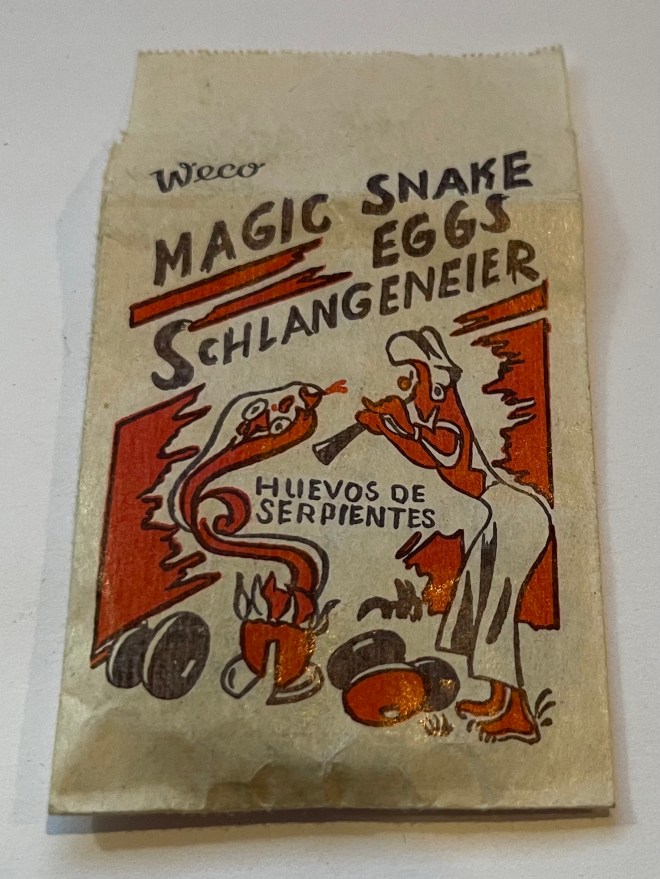 Weco
MAGIC SNAKE
EGGS
SCHLANGENEIER
HUEVOS DE
SERPIENTES